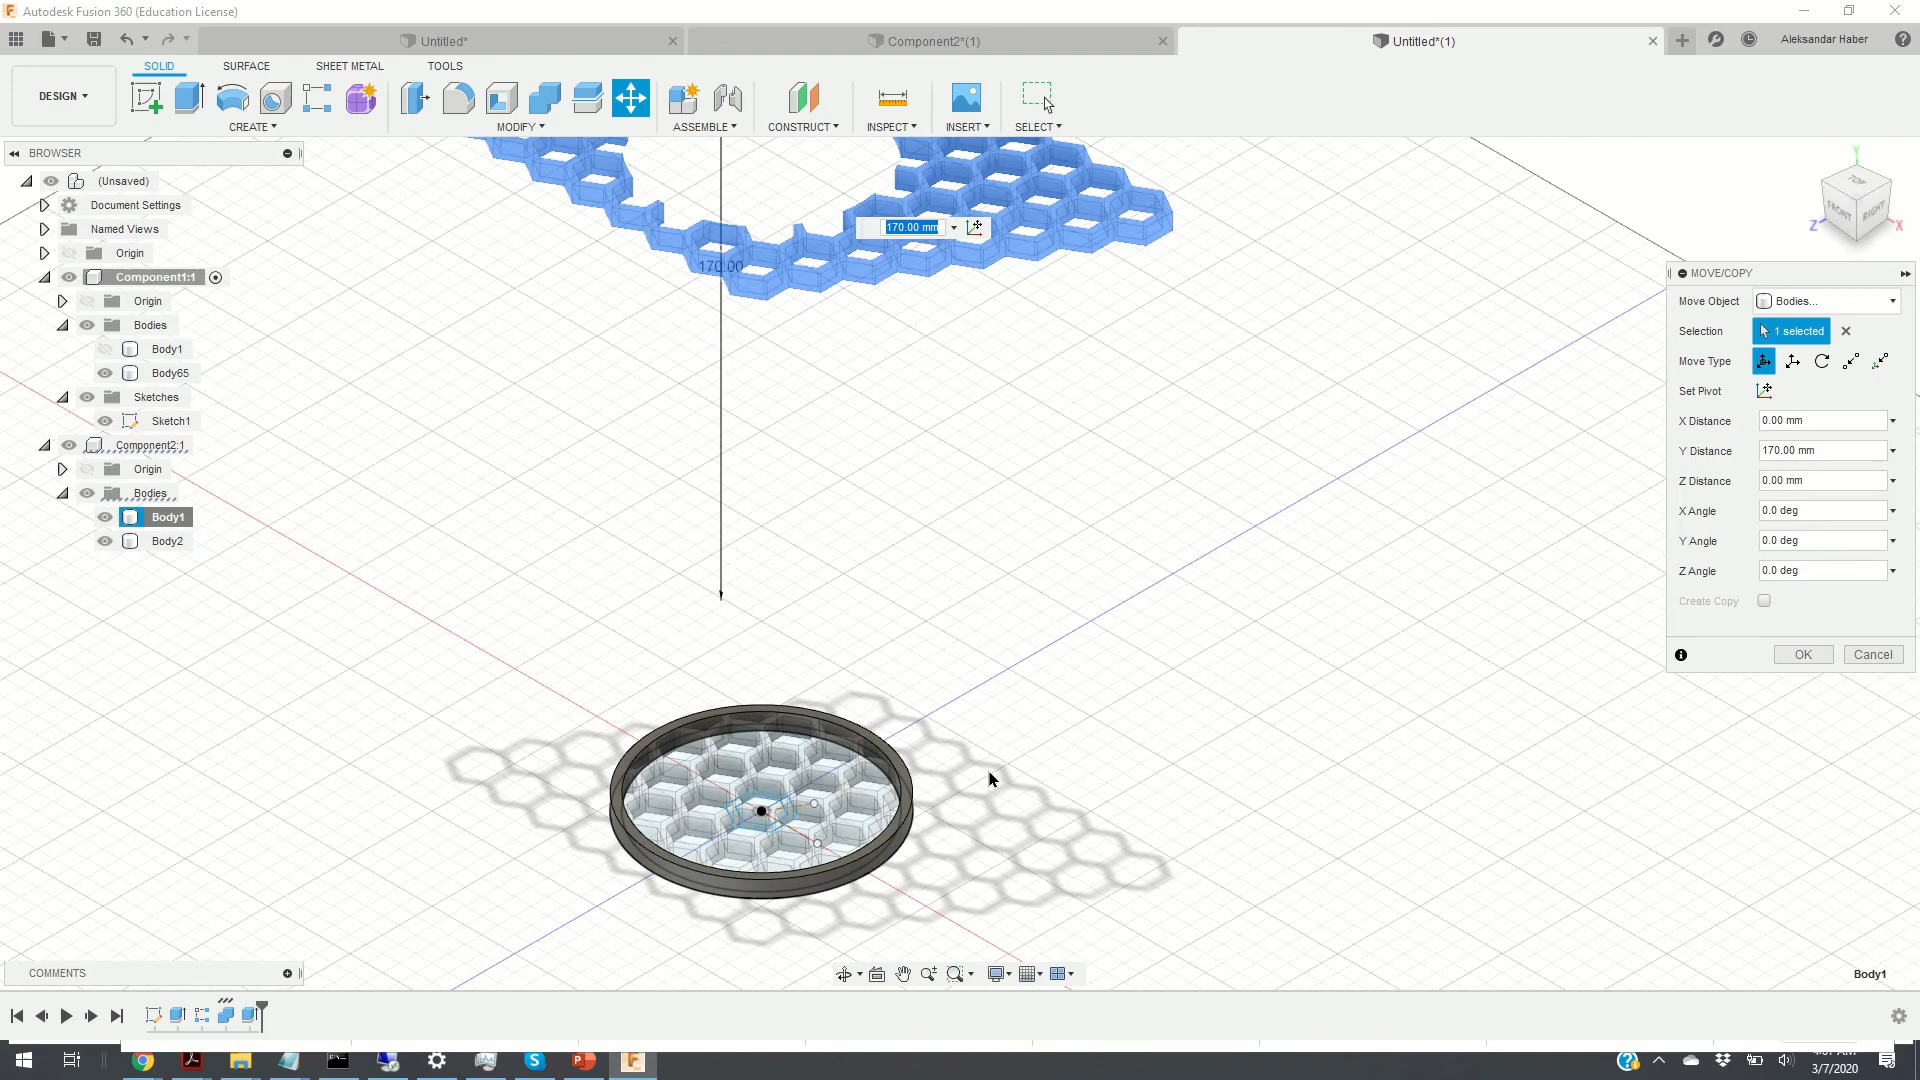 Autodesk Fusion 360 (Education License)
Untitled*
Component2*(1)
Untitled*(1)
Aleksandar Haber
SOLID
SURFACE
SHEET METAL
TOOLS
DESIGN
CREATE
MODIFY
ASSEMBLE
CONSTRUCT
INSPECT
INSERT
SELECT
BROWSER
(Unsaved)
Document Settings
Named Views
Origin
Component1:1
Origin
Bodies
Body1
Body65
Sketches
Sketch1
Component2:1
Origin
Bodies
Body1
Body2
170.00 mm
170.00
TOP
FRONT
RIGHT
Y
Z
X
MOVE/COPY
Move Object
Bodies...
Selection
1 selected
Move Type
Set Pivot
X Distance
0.00 mm
Y Distance
170.00 mm
Z Distance
0.00 mm
X Angle
0.0 deg
Y Angle
0.0 deg
Z Angle
0.0 deg
Create Copy
OK
Cancel
COMMENTS
Body1
3/7/2020